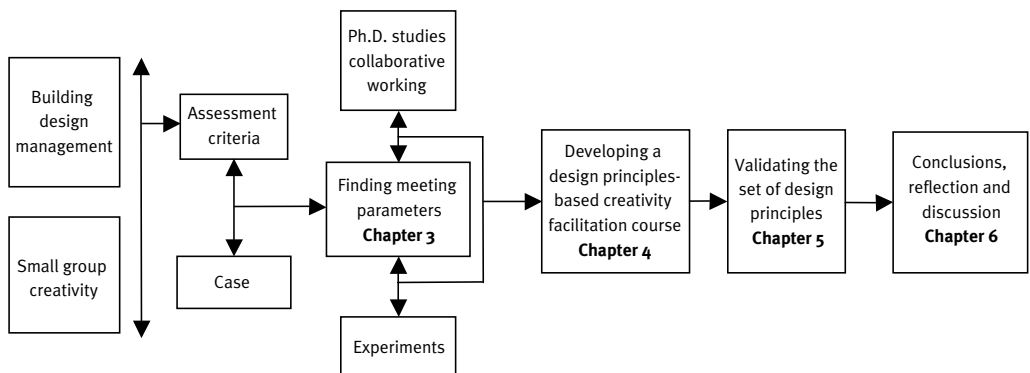 Building
design
management
Small group
creativity
Assessment
criteria
Case
Ph.D. studies
collaborative
working
Finding meeting
parameters
Chapter 3
Experiments
Developing a
design principles-
based creativity
facilitation course
Chapter 4
Validating the
set of design
principles
Chapter 5
Conclusions,
reflection and
discussion
Chapter 6